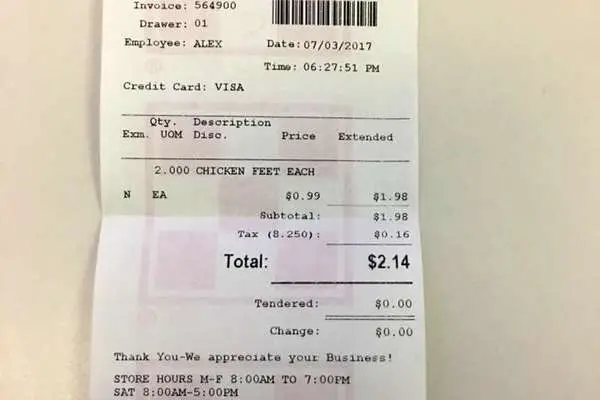 Invoice: 564900
Drawer: 01
Employee: ALEX Date: 07/03/2017
Time: 06:27:51 PM
Credit Card: VISA
Qty. Description
Exm. UOM Disc. Price Extended
2.000 CHICKEN FEET EACH
N EA $0.99 $1.98
Subtotal: $1.98
Tax (8.250): $0.16
Total: $2.14
Tendered: $0.00
Change: $0.00
Thank You-We appreciate your Business!
STORE HOURS M-F 8:00AM TO 7:00PM
SAT 8:00AM-5:00PM